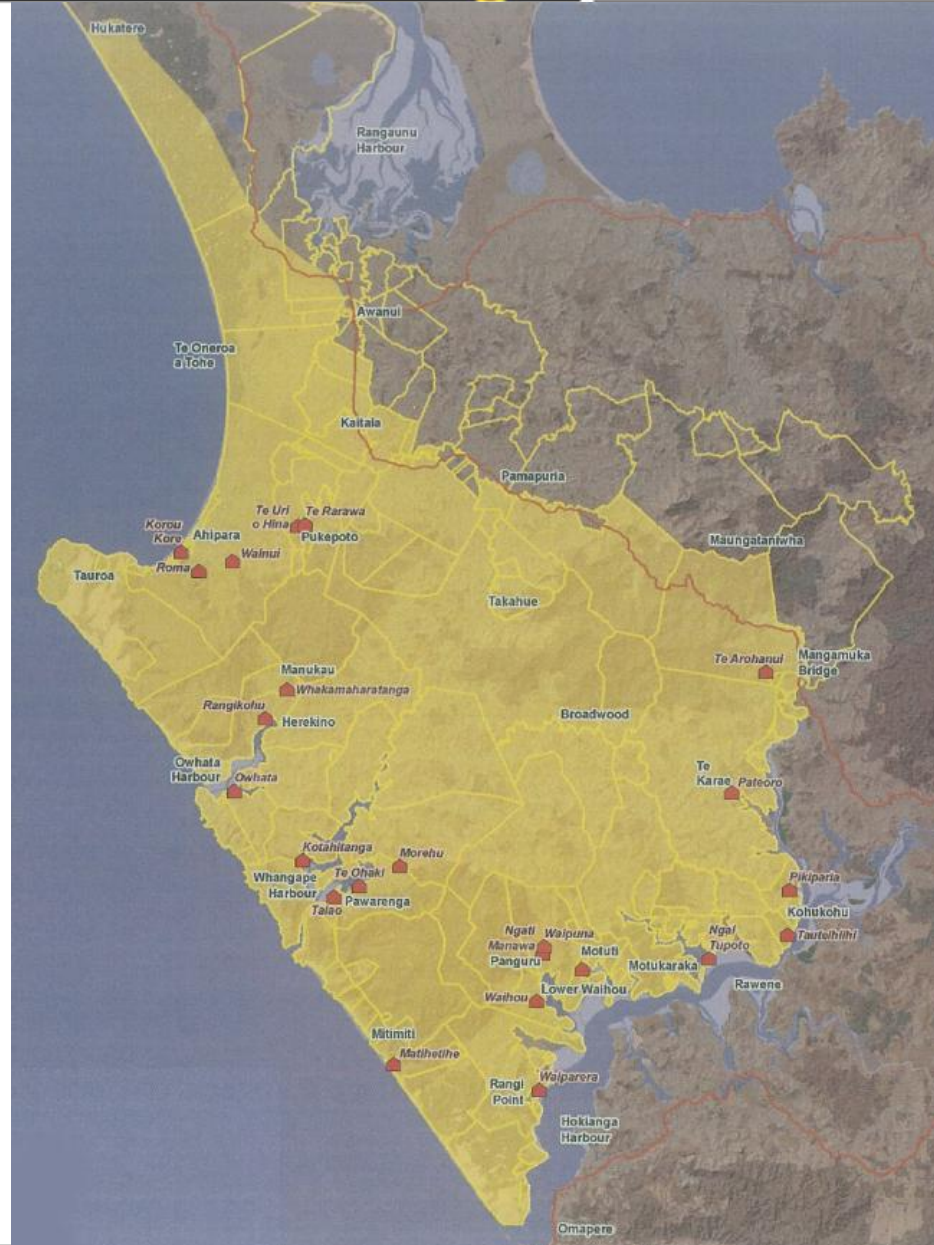 Hukatere
Rangaunu
Harbour
Awanui
Te Oneroa
a Tohe
Kaitaia
Pamapuria
Te Uri
o Hina
Te Rarawa
Pukepoto
Korou
Kore
Ahipara
Wainui
Roma
Tauroa
Maungataniwha
Takahue
Mangamuka
Bridge
Te Arohanui
Manukau
Whakamaharatanga
Rangikohu
Herekino
Broadwood
Owhata
Harbour
Owhata
Te
Karae
Pateoro
Kotahitanga
Morehu
Whangape
Harbour
Te Ohaki
Pawarenga
Taiao
Pikiparia
Kohukohu
Tauteihiihi
Ngati
Manawa
Waipuna
Panguru
Motuti
Ngai
Tupoto
Motukaraka
Lower Waihou
Waihou
Rawene
Mitimiti
Matihetihe
Rangi
Point
Waiparera
Hokianga
Harbour
Omapere